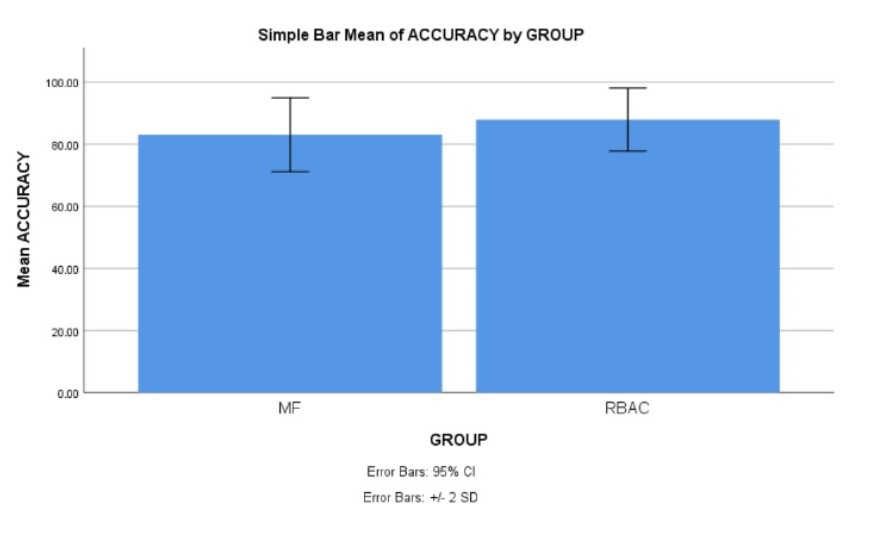 Simple Bar Mean of ACCURACY by GROUP
Mean ACCURACY
100.00
80.00
60.00
40.00
20.00
0.00
MF
RBAC
GROUP
Error Bars: 95% CI
Error Bars: +/- 2 SD